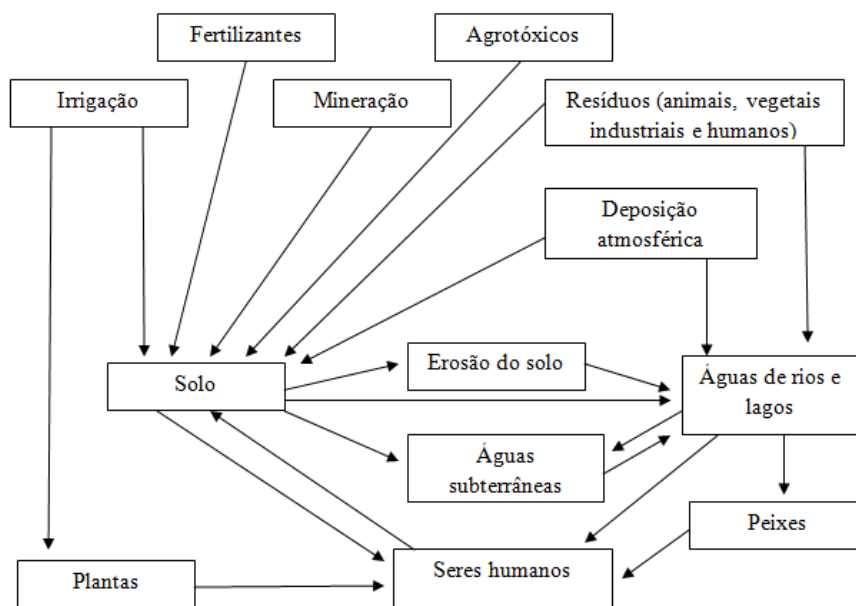 Fertilizantes
Agrotóxicos
Irrigação
Mineração
Resíduos (animais, vegetais
industriais e humanos)
Deposição
atmosférica
Erosão do solo
Solo
Águas de rios e
lagos
Águas
subterrâneas
Peixes
Plantas
Seres humanos